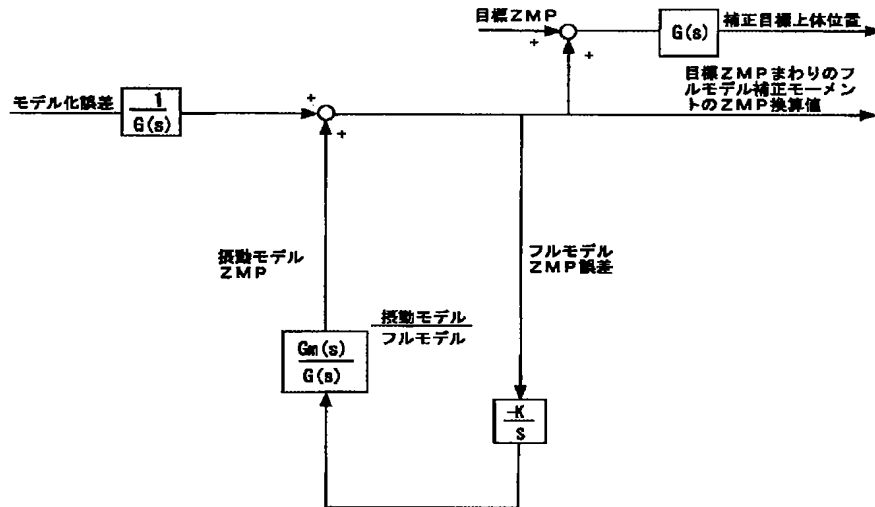 目標ZMP
+
+
G(s)
補正目標上体位置
目標ZMPまわりのフ
ルモデル補正モーメン
トのZMP換算値
モデル化誤差
1
G(s)
+
+
摂動モデル
ZMP
フルモデル
ZMP誤差
摂動モデル
フルモデル
Gm(s)
G(s)
-K
S